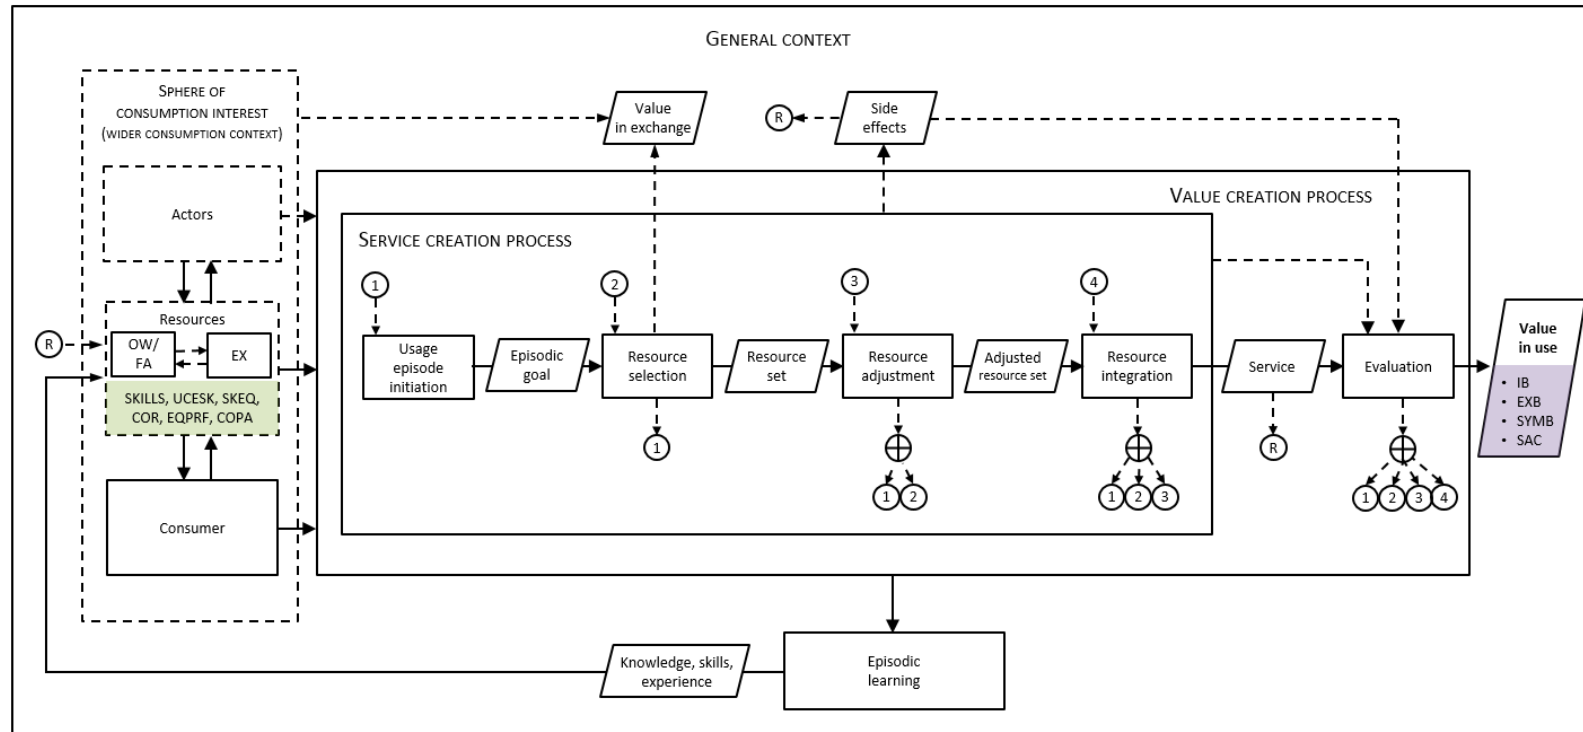 GENERAL CONTEXT
SPHERE OF
CONSUMPTION INTEREST
(WIDER CONSUMPTION CONTEXT)
Value
in exchange
R
Side
effects
VALUE CREATION PROCESS
Actors
SERVICE CREATION PROCESS
1
2
3
4
Resources
R
OW/
FA
EX
SKILLS, UCESK, SKEQ,
COR, EQPRF, COPA
Usage
episode
initiation
Episodic
goal
Resource
selection
Resource
set
Resource
adjustment
Adjusted
resource set
Resource
integration
Service
Evaluation
Value
in use
• IB
• EXB
• SYMB
• SAC
1
R
1 2
1 2 3
1 2 3 4
Consumer
Knowledge, skills,
experience
Episodic
learning